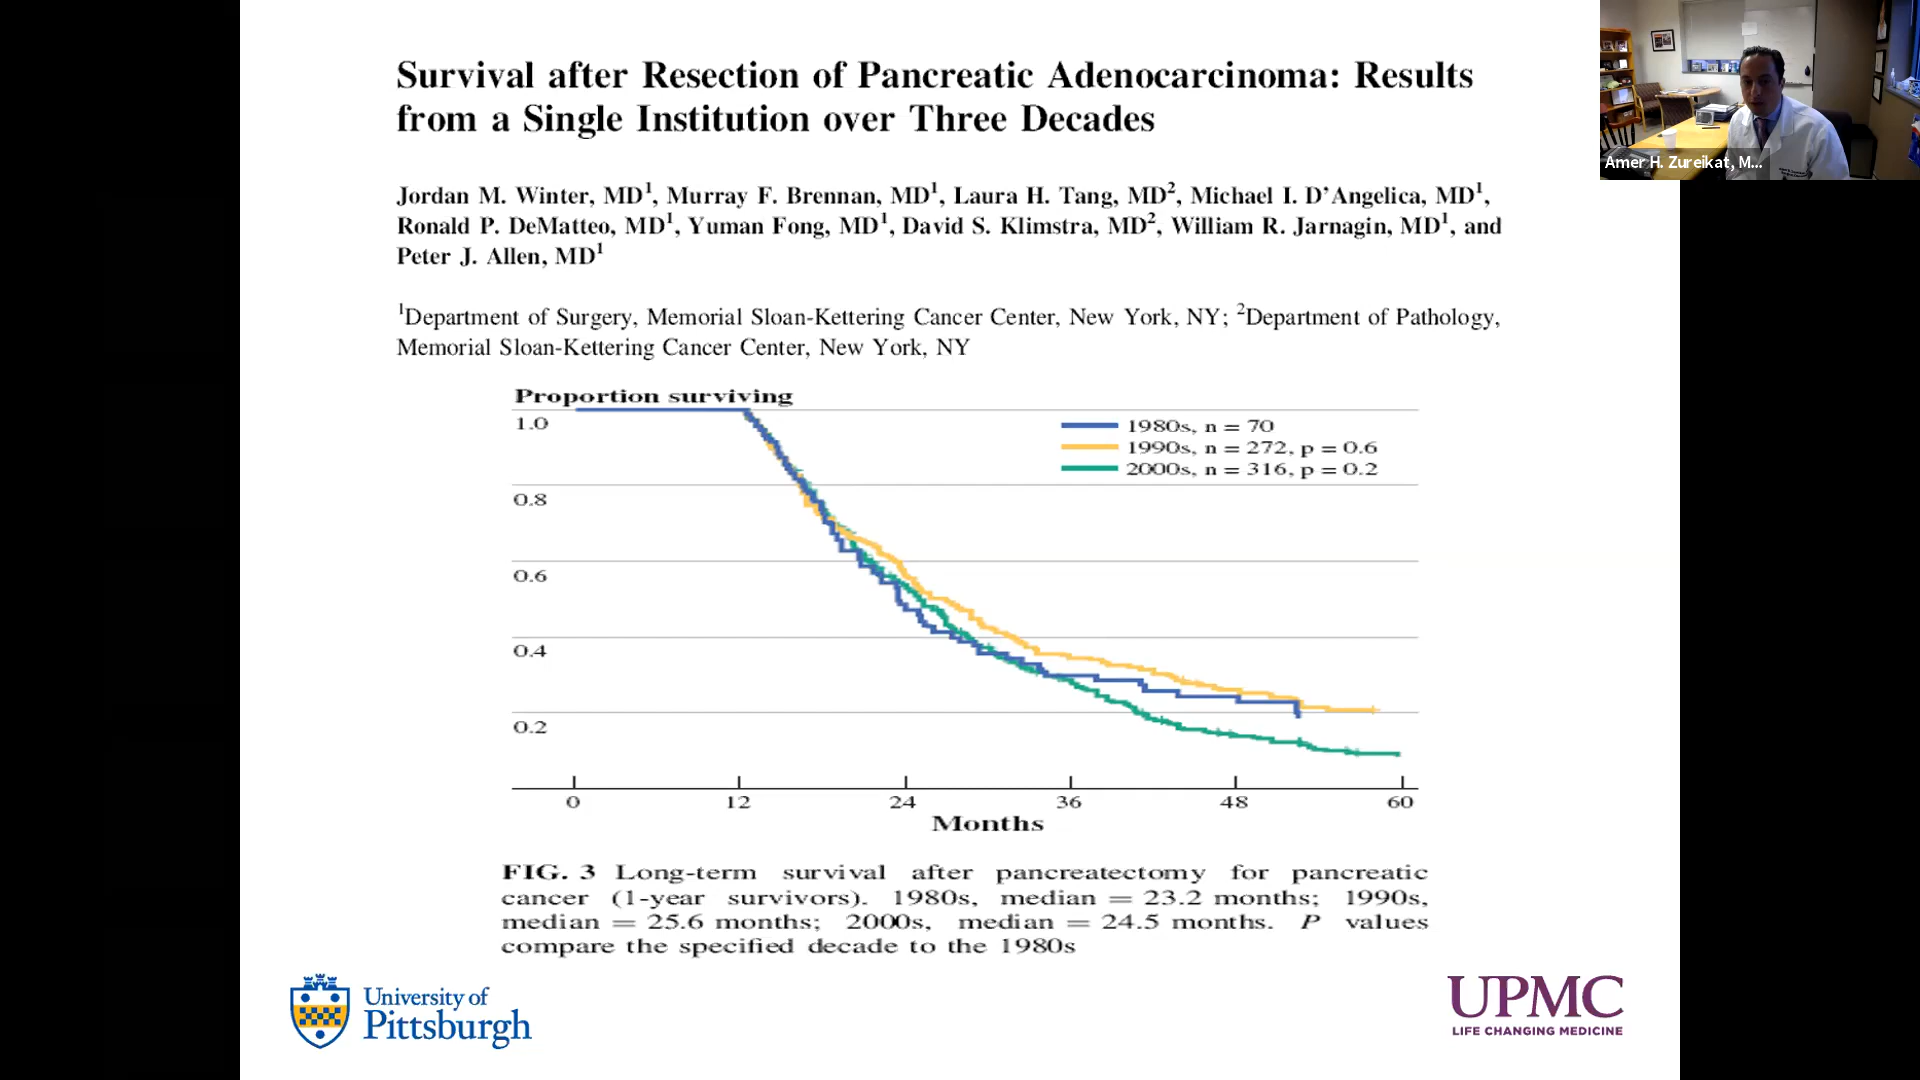 Survival after Resection of Pancreatic Adenocarcinoma: Results
from a Single Institution over Three Decades
Jordan M. Winter, MD1, Murray F. Brennan, MD1, Laura H. Tang, MD2, Michael I. D'Angelica, MD1,
Ronald P. DeMatteo, MD1, Yuman Fong, MD1, David S. Klimstra, MD2, William R. Jarnagin, MD1, and
Peter J. Allen, MD1
1Department of Surgery, Memorial Sloan-Kettering Cancer Center, New York, NY; 2Department of Pathology,
Memorial Sloan-Kettering Cancer Center, New York, NY
Proportion surviving
1.0
0.8
0.6
0.4
0.2
1980s, n = 70
1990s, n = 272, p = 0.6
2000s, n = 316, p = 0.2
0 12 24 36 48 60
Months
FIG. 3 Long-term survival after pancreatectomy for pancreatic
cancer (1-year survivors). 1980s, median = 23.2 months; 1990s,
median = 25.6 months; 2000s, median = 24.5 months. P values
compare the specified decade to the 1980s
University of
Pittsburgh
UPMC
LIFE CHANGING MEDICINE
Amer H. Zureikat, M...